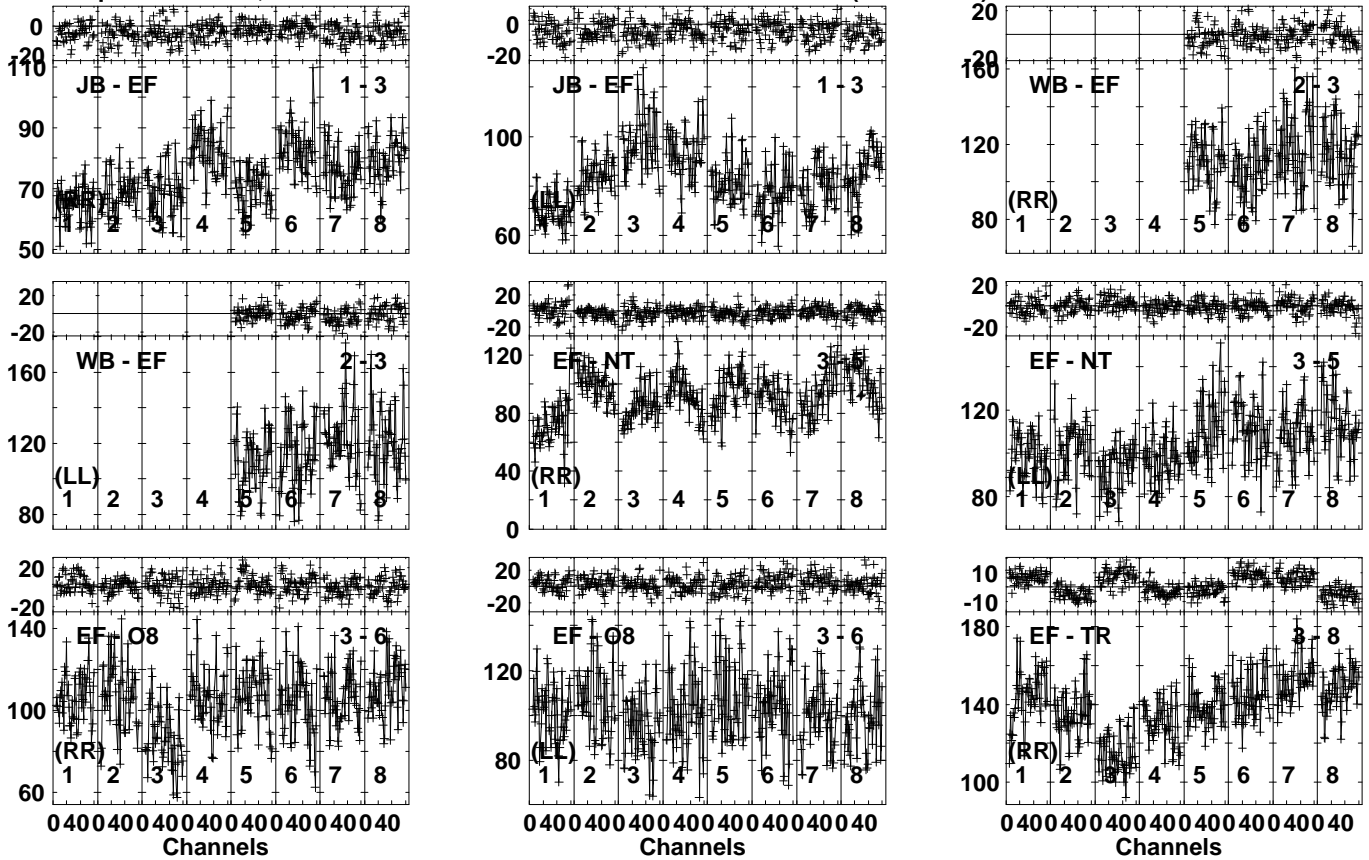 0 0 20
-20 -20 -20
110
JB - EF 1 - 3
90
70
50
1 2 3 4 5 6 7 8
JB - EF 1 - 3
100
60
(LL)
2 3 4 5 6 7 8
160
WB - EF 2 - 3
120
80
(RR)
1 2 3 4 5 6 7 8
20 20 20
-20 -20 -20
WB - EF 2 - 3
160
120
80
(LL)
1 2 3 4 5 6 7 8
120
EF - NT 3 - 5
80
40
0
(RR)
1 2 3 4 5 6 7 8
EF - NT 3 - 5
120
80
(LL)
1 2 3 4 5 6 7 8
20 20 10
-20 -20 -10
140
EF - O8 3 - 6
100
60
(RR)
1 2 3 4 5 6 7 8
EF - O8 3 - 6
120
80
(LL)
1 2 3 4 5 6 7 8
180
EF - TR 3 - 8
140
100
(RR)
1 2 3 4 5 6 7 8
0 40 0 40 0 40 0 40 0 40 0 40 0 40 0 40
0 40 0 40 0 40 0 40 0 40 0 40 0 40 0 40
0 40 0 40 0 40 0 40 0 40 0 40 0 40 0 40
Channels Channels Channels